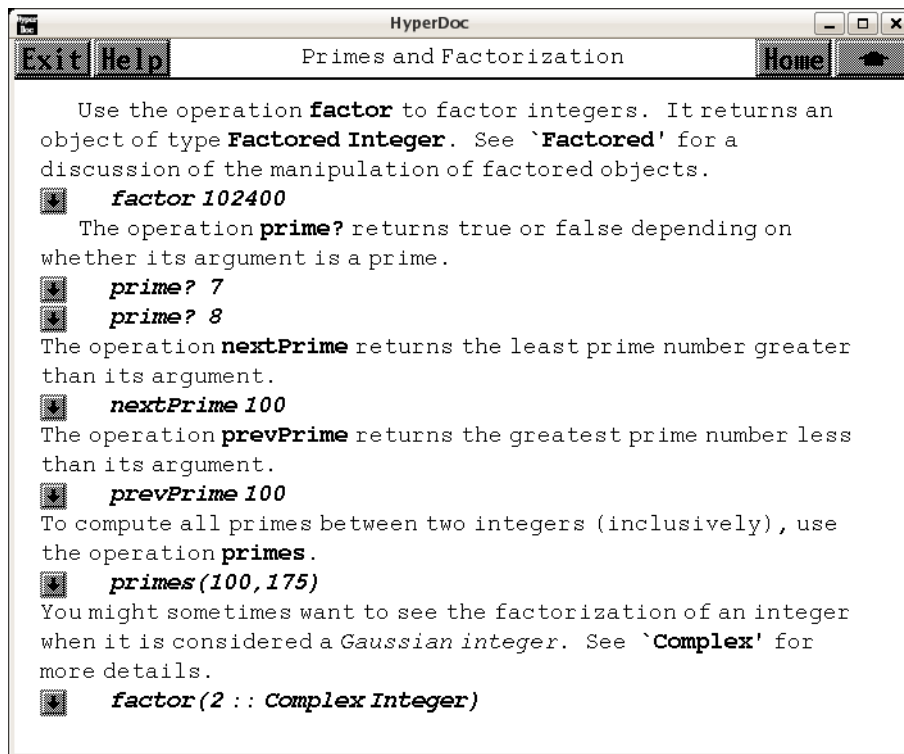 Hyper Doc
HyperDoc
Exit Help Primes and Factorization Home
Use the operation factor to factor integers. It returns an
object of type Factored Integer. See `Factored' for a
discussion of the manipulation of factored objects.
factor 102400
The operation prime? returns true or false depending on
whether its argument is a prime.
prime? 7
prime? 8
The operation nextPrime returns the least prime number greater
than its argument.
nextPrime 100
The operation prevPrime returns the greatest prime number less
than its argument.
prevPrime 100
To compute all primes between two integers (inclusively), use
the operation primes.
primes(100,175)
You might sometimes want to see the factorization of an integer
when it is considered a Gaussian integer. See `Complex' for
more details.
factor(2 :: Complex Integer)